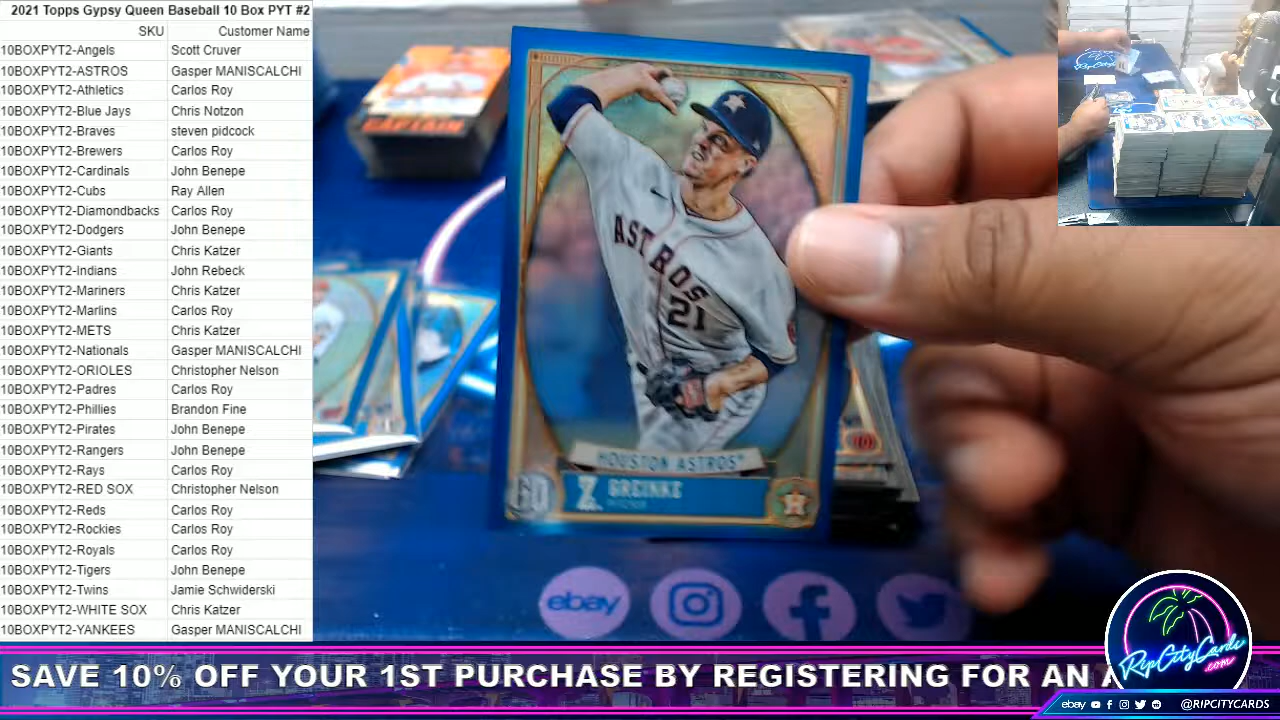 2021 Topps Gypsy Queen Baseball 10 Box PYT #2
SKU Customer Name
10BOXPYT2-Angels Scott Cruver
10BOXPYT2-ASTROS Gasper MANISCALCHI
10BOXPYT2-Athletics Carlos Roy
10BOXPYT2-Blue Jays Chris Notzon
10BOXPYT2-Braves steven pidcock
10BOXPYT2-Brewers Carlos Roy
10BOXPYT2-Cardinals John Benepe
10BOXPYT2-Cubs Ray Allen
10BOXPYT2-Diamondbacks Carlos Roy
10BOXPYT2-Dodgers John Benepe
10BOXPYT2-Giants Chris Katzer
10BOXPYT2-Indians John Rebeck
10BOXPYT2-Mariners Chris Katzer
10BOXPYT2-Marlins Carlos Roy
10BOXPYT2-METS Chris Katzer
10BOXPYT2-Nationals Gasper MANISCALCHI
10BOXPYT2-ORIOLES Christopher Nelson
10BOXPYT2-Padres Carlos Roy
10BOXPYT2-Phillies Brandon Fine
10BOXPYT2-Pirates John Benepe
10BOXPYT2-Rangers John Benepe
10BOXPYT2-Rays Carlos Roy
10BOXPYT2-RED SOX Christopher Nelson
10BOXPYT2-Reds Carlos Roy
10BOXPYT2-Rockies Carlos Roy
10BOXPYT2-Royals Carlos Roy
10BOXPYT2-Tigers John Benepe
10BOXPYT2-Twins Jamie Schwiderski
10BOXPYT2-WHITE SOX Chris Katzer
10BOXPYT2-YANKEES Gasper MANISCALCHI
CAPTAIN
ASTROS
21
HOUSTON ASTROS
GQ Z. GREINKE
PITCHER
ebay
SAVE 10% OFF YOUR 1ST PURCHASE BY REGISTERING FOR AN A
RipCityCards
.com
ebay @RIPCITYCARDS